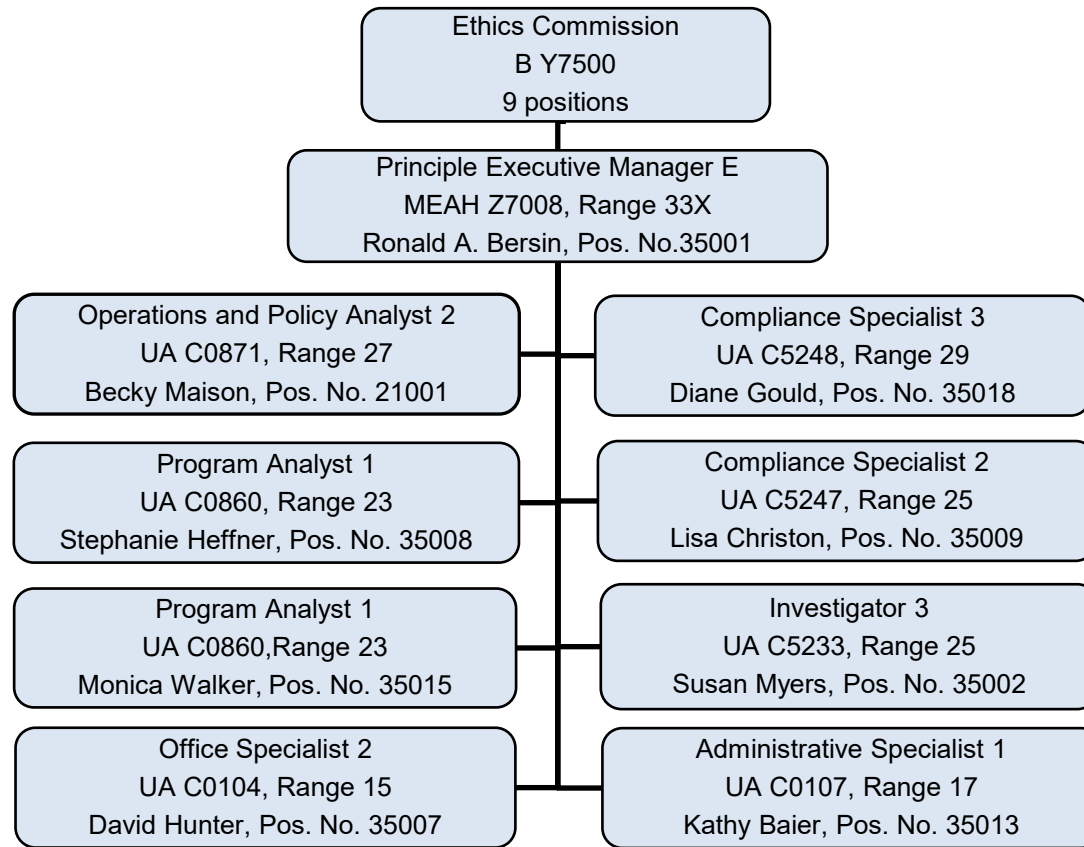 Ethics Commission
B Y7500
9 positions
Principle Executive Manager E
MEAH Z7008, Range 33X
Ronald A. Bersin, Pos. No.35001
Operations and Policy Analyst 2
UA C0871, Range 27
Becky Maison, Pos. No. 21001
Compliance Specialist 3
UA C5248, Range 29
Diane Gould, Pos. No. 35018
Program Analyst 1
UA C0860, Range 23
Stephanie Heffner, Pos. No. 35008
Compliance Specialist 2
UA C5247, Range 25
Lisa Christon, Pos. No. 35009
Program Analyst 1
UA C0860,Range 23
Monica Walker, Pos. No. 35015
Investigator 3
UA C5233, Range 25
Susan Myers, Pos. No. 35002
Office Specialist 2
UA C0104, Range 15
David Hunter, Pos. No. 35007
Administrative Specialist 1
UA C0107, Range 17
Kathy Baier, Pos. No. 35013